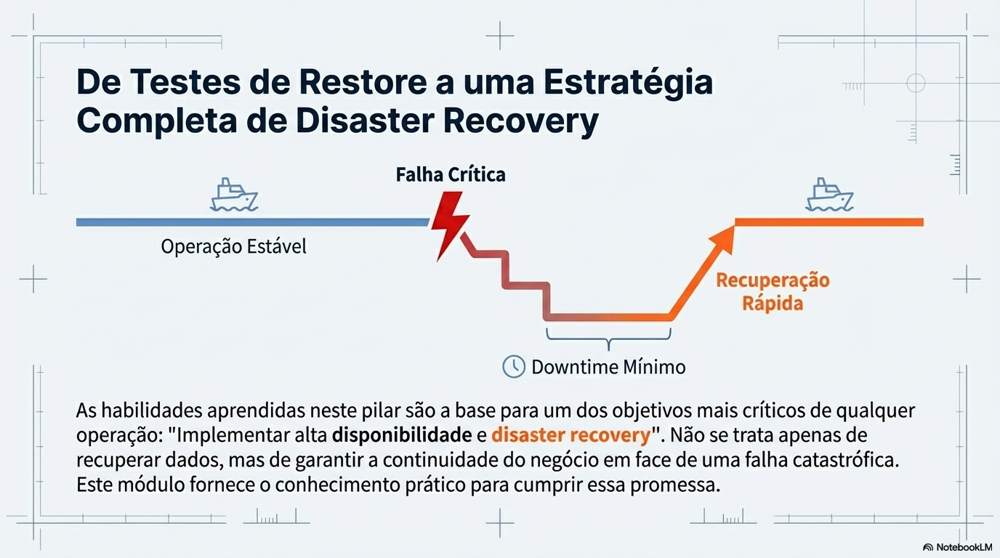 De Testes de Restore a uma Estratégia
Completa de Disaster Recovery
Falha Crítica
Operação Estável
Recuperação
Rápida
Downtime Mínimo
As habilidades aprendidas neste pilar são a base para um dos objetivos mais críticos de qualquer
operação: "Implementar alta disponibilidade e disaster recovery". Não se trata apenas de
recuperar dados, mas de garantir a continuidade do negócio em face de uma falha catastrófica.
Este módulo fornece o conhecimento prático para cumprir essa promessa.
NotebookLM